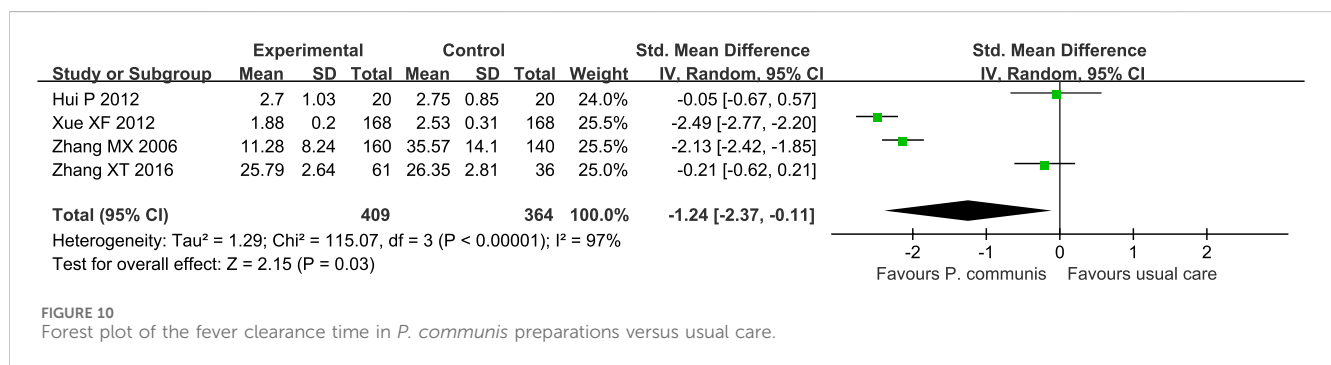 Experimental Control Std. Mean Difference Std. Mean Difference
Study or Subgroup Mean SD Total Mean SD Total Weight IV, Random, 95% CI IV, Random, 95% CI
Hui P 2012 2.7 1.03 20 2.75 0.85 20 24.0% -0.05 [-0.67, 0.57]
Xue XF 2012 1.88 0.2 168 2.53 0.31 168 25.5% -2.49 [-2.77, -2.20]
Zhang MX 2006 11.28 8.24 160 35.57 14.1 140 25.5% -2.13 [-2.42, -1.85]
Zhang XT 2016 25.79 2.64 61 26.35 2.81 36 25.0% -0.21 [-0.62, 0.21]
Total (95% CI) 409 364 100.0% -1.24 [-2.37, -0.11]
Heterogeneity: Tau² = 1.29; Chi² = 115.07, df = 3 (P < 0.00001); I² = 97%
Test for overall effect: Z = 2.15 (P = 0.03)
-2 -1 0 1 2
Favours P. communis Favours usual care
FIGURE 10
Forest plot of the fever clearance time in P. communis preparations versus usual care.